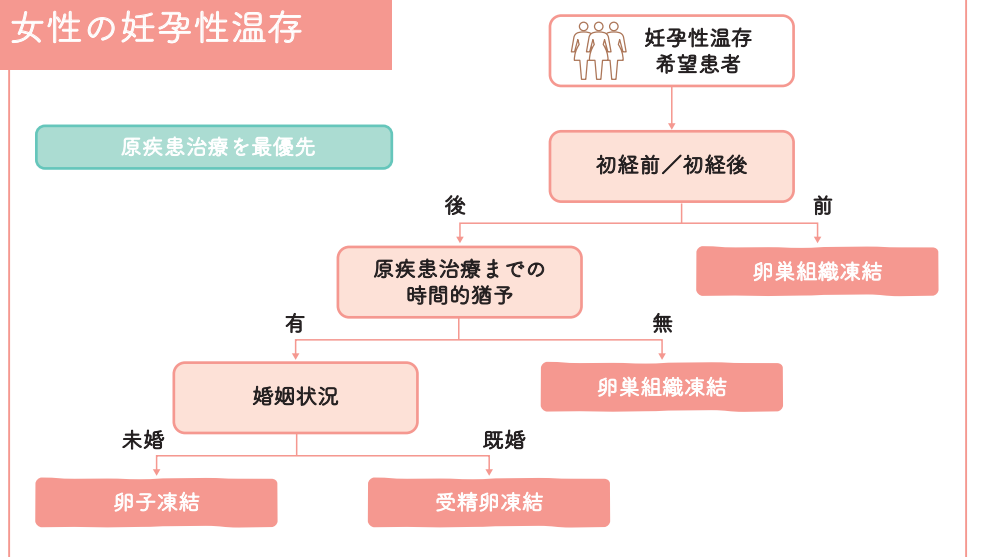 女性の妊孕性温存
妊孕性温存
希望患者
原疾患治療を最優先
初経前／初経後
後
前
原疾患治療までの
時間的猶予
卵巣組織凍結
有
無
婚姻状況
卵巣組織凍結
未婚
既婚
卵子凍結
受精卵凍結